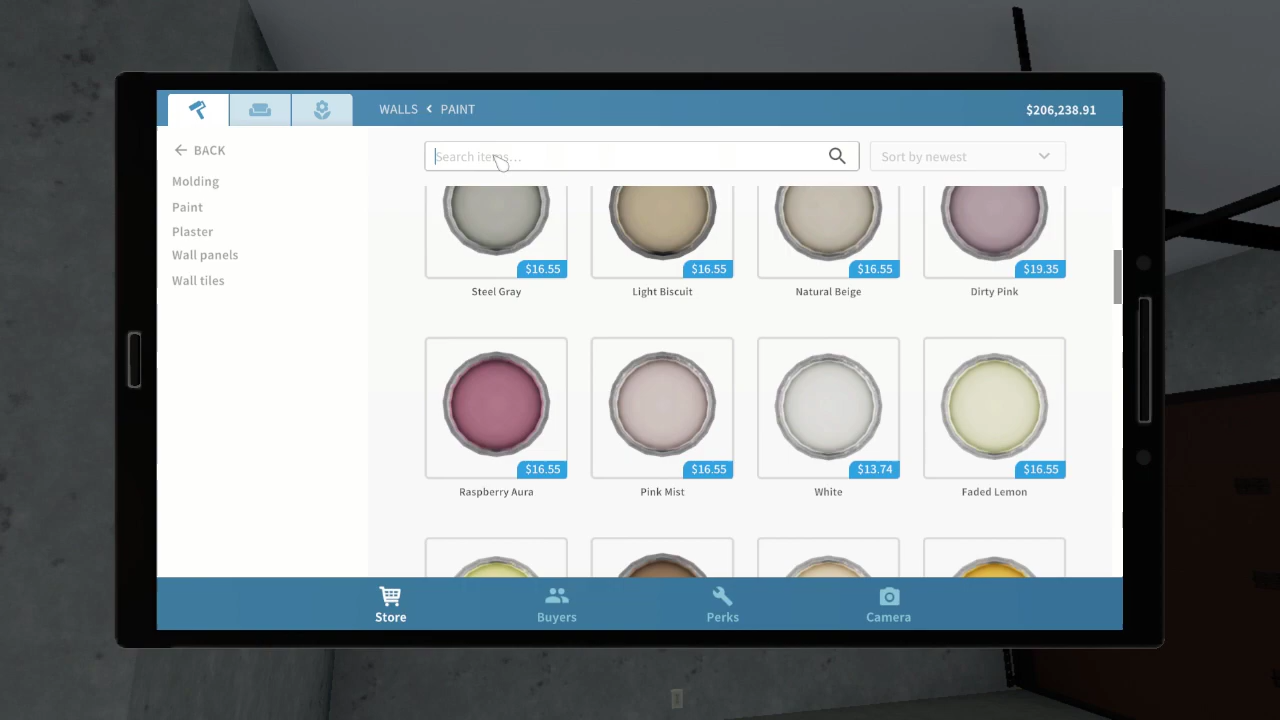 WALLS < PAINT
$206,238.91
BACK
Molding
Paint
Plaster
Wall panels
Wall tiles
Search items...
Sort by newest
$16.55
$16.55
$16.55
$19.35
Steel Gray
Light Biscuit
Natural Beige
Dirty Pink
$16.55
$16.55
$13.74
$16.55
Raspberry Aura
Pink Mist
White
Faded Lemon
Store
Buyers
Perks
Camera